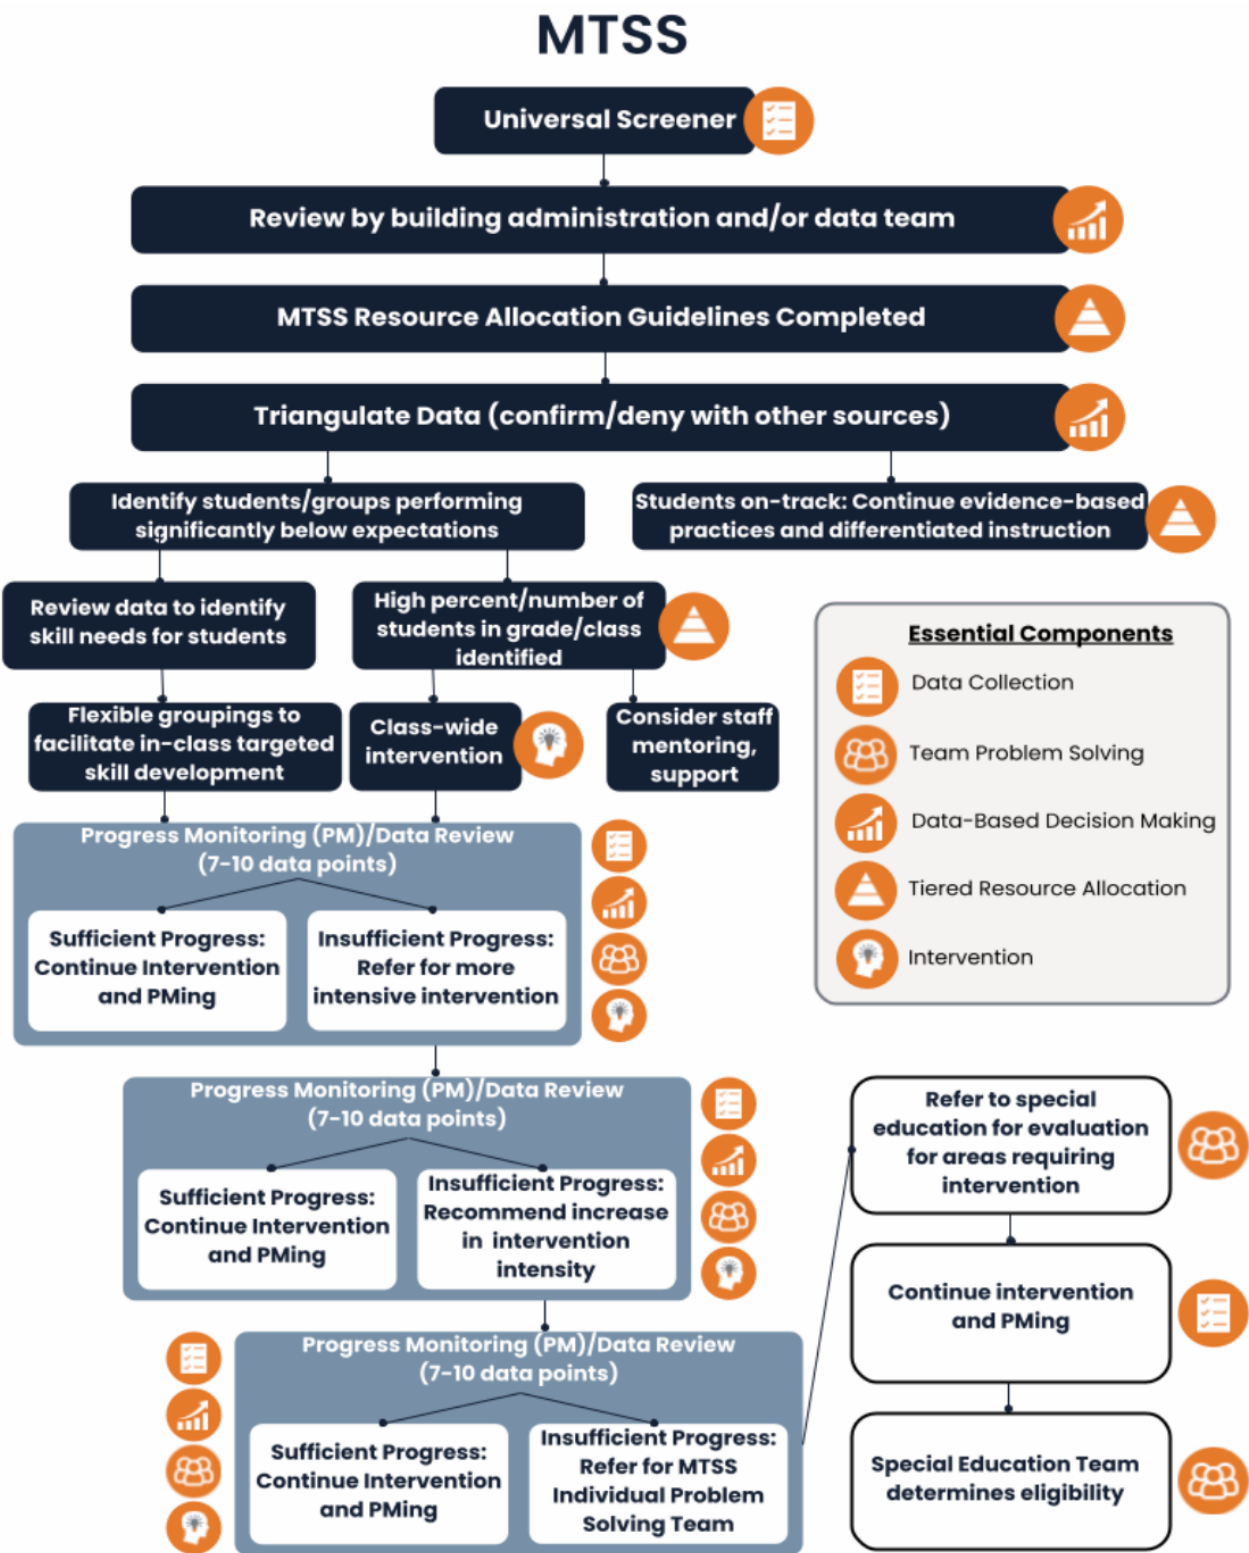 MTSS
Universal Screener
Review by building administration and/or data team
MTSS Resource Allocation Guidelines Completed
Triangulate Data (confirm/deny with other sources)
Identify students/groups performing
significantly below expectations
Students on-track: Continue evidence-based
practices and differentiated instruction
Review data to identify
skill needs for students
High percent/number of
students in grade/class
identified
Flexible groupings to
facilitate in-class targeted
skill development
Class-wide
intervention
Consider staff
mentoring,
support
Essential Components
Data Collection
Team Problem Solving
Data-Based Decision Making
Tiered Resource Allocation
Intervention
Progress Monitoring (PM)/Data Review
(7-10 data points)
Sufficient Progress:
Continue Intervention
and PMing
Insufficient Progress:
Refer for more
intensive intervention
Progress Monitoring (PM)/Data Review
(7-10 data points)
Sufficient Progress:
Continue Intervention
and PMing
Insufficient Progress:
Recommend increase
in intervention
intensity
Progress Monitoring (PM)/Data Review
(7-10 data points)
Sufficient Progress:
Continue Intervention
and PMing
Insufficient Progress:
Refer for MTSS
Individual Problem
Solving Team
Refer to special
education for evaluation
for areas requiring
intervention
Continue intervention
and PMing
Special Education Team
determines eligibility